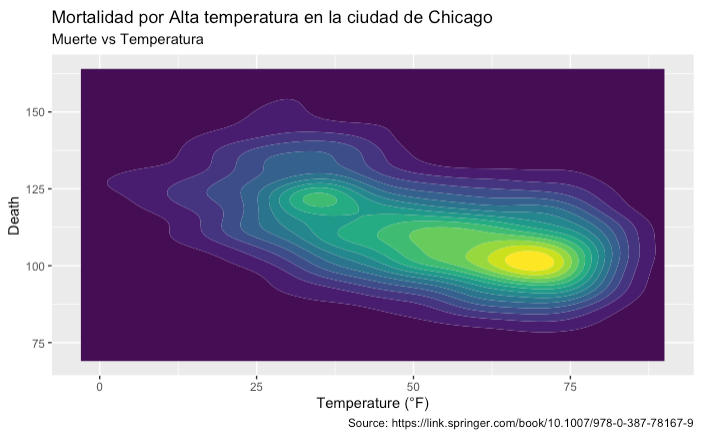 Mortalidad por Alta temperatura en la ciudad de Chicago
Muerte vs Temperatura
150
125
100
75
Death
0 25 50 75
Temperature (°F)
Source: https://link.springer.com/book/10.1007/978-0-387-78167-9